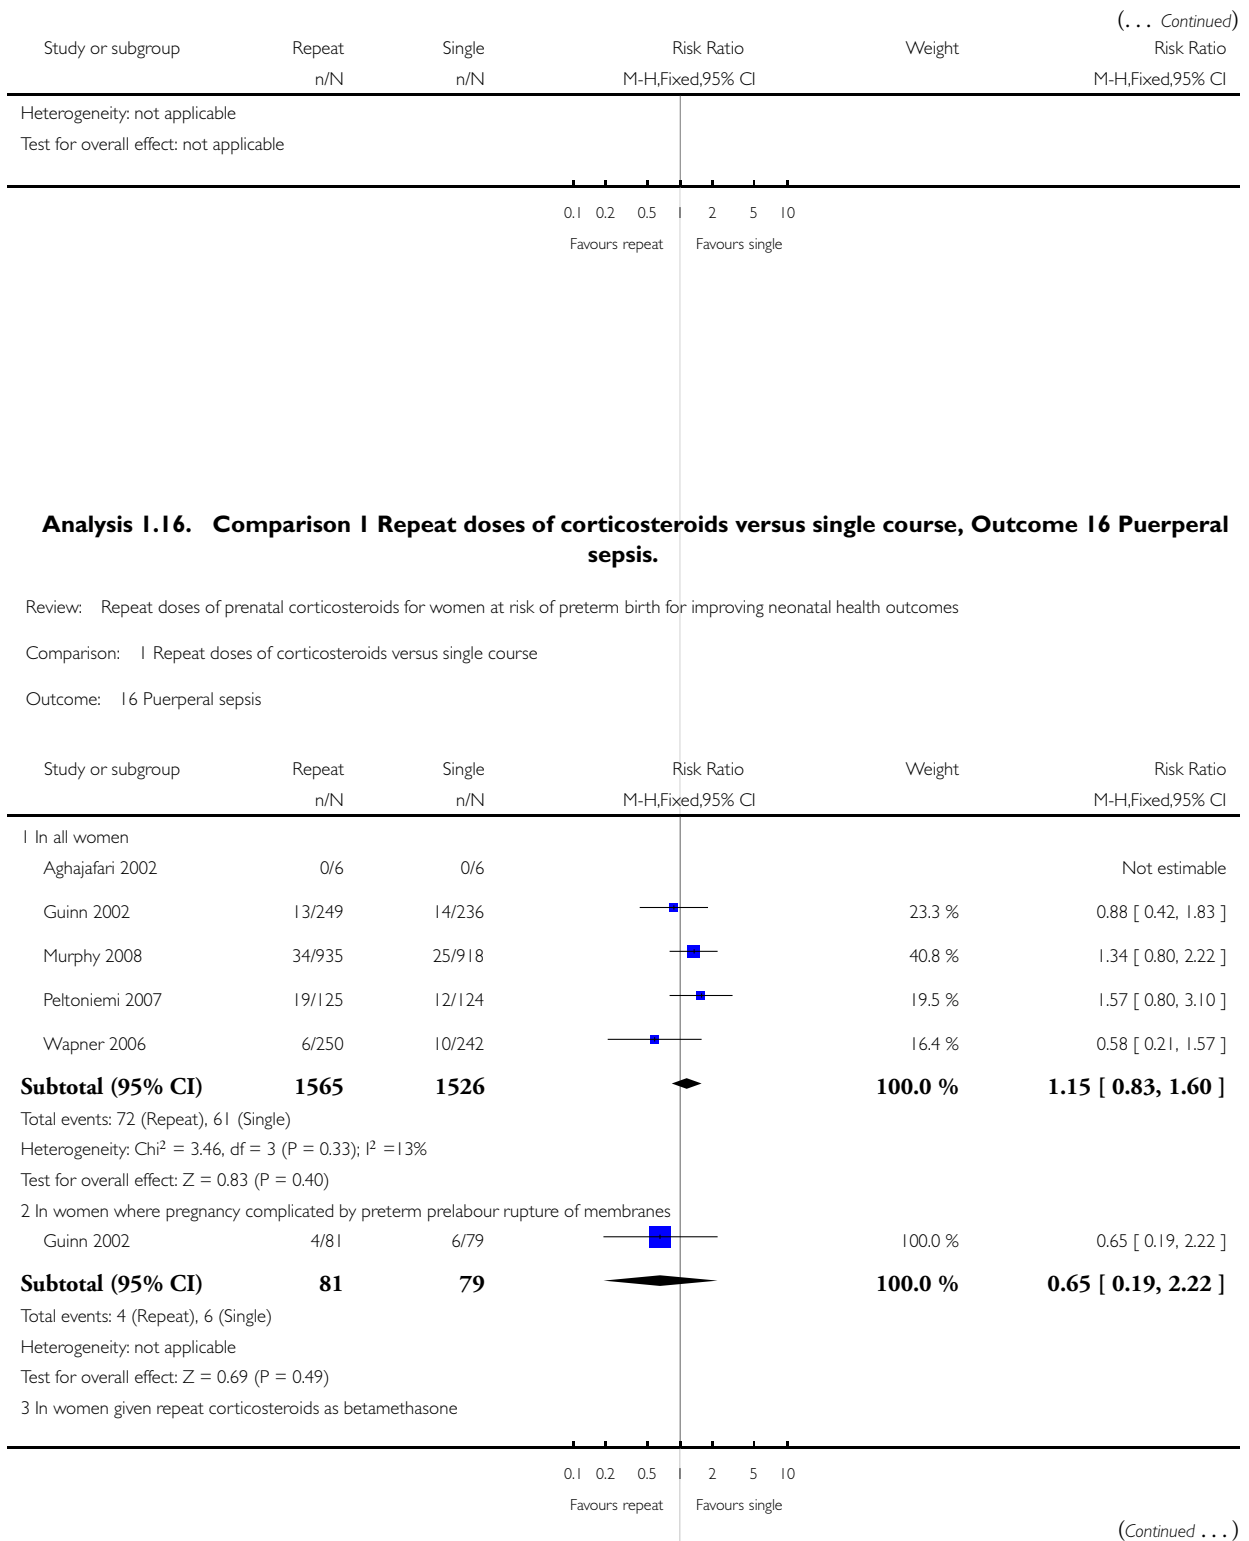 (... Continued)
Study or subgroup Repeat Single Risk Ratio Weight Risk Ratio
n/N n/N M-H,Fixed,95% CI M-H,Fixed,95% CI
Heterogeneity: not applicable
Test for overall effect: not applicable
0.1 0.2 0.5 1 2 5 10
Favours repeat Favours single
Analysis 1.16. Comparison 1 Repeat doses of corticosteroids versus single course, Outcome 16 Puerperal
sepsis.
Review: Repeat doses of prenatal corticosteroids for women at risk of preterm birth for improving neonatal health outcomes
Comparison: 1 Repeat doses of corticosteroids versus single course
Outcome: 16 Puerperal sepsis
Study or subgroup Repeat Single Risk Ratio Weight Risk Ratio
n/N n/N M-H,Fixed,95% CI M-H,Fixed,95% CI
1 In all women
Aghajafari 2002 0/6 0/6 Not estimable
Guinn 2002 13/249 14/236 23.3 % 0.88 [ 0.42, 1.83 ]
Murphy 2008 34/935 25/918 40.8 % 1.34 [ 0.80, 2.22 ]
Peltoniemi 2007 19/125 12/124 19.5 % 1.57 [ 0.80, 3.10 ]
Wapner 2006 6/250 10/242 16.4 % 0.58 [ 0.21, 1.57 ]
Subtotal (95% CI) 1565 1526 100.0 % 1.15 [ 0.83, 1.60 ]
Total events: 72 (Repeat), 61 (Single)
Heterogeneity: Chi² = 3.46, df = 3 (P = 0.33); I² =13%
Test for overall effect: Z = 0.83 (P = 0.40)
2 In women where pregnancy complicated by preterm prelabour rupture of membranes
Guinn 2002 4/81 6/79 100.0 % 0.65 [ 0.19, 2.22 ]
Subtotal (95% CI) 81 79 100.0 % 0.65 [ 0.19, 2.22 ]
Total events: 4 (Repeat), 6 (Single)
Heterogeneity: not applicable
Test for overall effect: Z = 0.69 (P = 0.49)
3 In women given repeat corticosteroids as betamethasone
0.1 0.2 0.5 1 2 5 10
Favours repeat Favours single
(Continued ...)